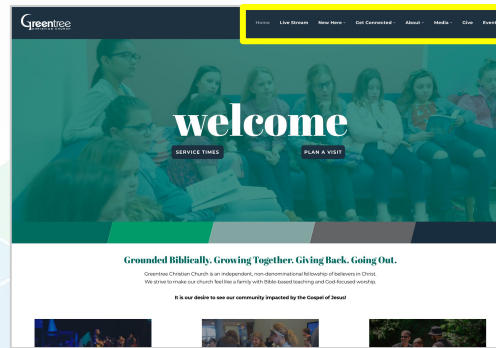 Greentree
CHRISTIAN CHURCH
Home Live Stream New Here Get Connected About Media Give Event
welcome
SERVICE TIMES PLAN A VISIT
Grounded Biblically. Growing Together. Giving Back. Going Out.
Greentree Christian Church is an independent, non-denominational fellowship of believers in Christ.
We strive to make our church feel like a family with Bible-based teaching and God-focused worship.
It is our desire to see our community impacted by the Gospel of Jesus!